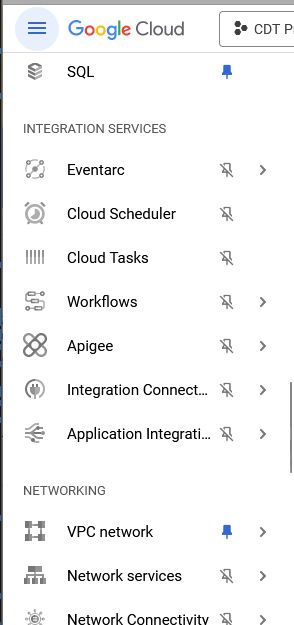 Google Cloud
CDT P
SQL
INTEGRATION SERVICES
Eventarc
Cloud Scheduler
Cloud Tasks
Workflows
Apigee
Integration Connect...
Application Integrati...
NETWORKING
VPC network
Network services
Network Connectivity